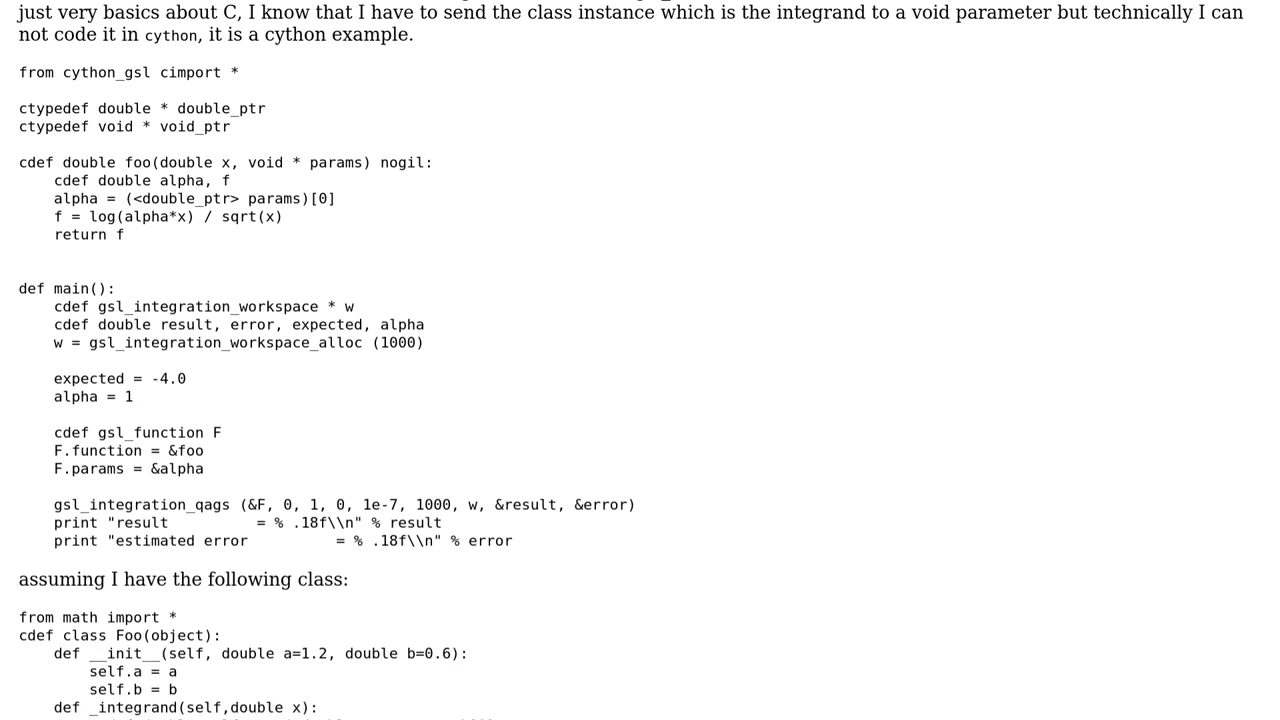 just very basics about C, I know that I have to send the class instance which is the integrand to a void parameter but technically I can
not code it in cython, it is a cython example.
from cython_gsl cimport *
ctypedef double * double_ptr
ctypedef void * void_ptr
cdef double foo(double x, void * params) nogil:
    cdef double alpha, f
    alpha = (<double_ptr> params)[0]
    f = log(alpha*x) / sqrt(x)
    return f
def main():
    cdef gsl_integration_workspace * w
    cdef double result, error, expected, alpha
    w = gsl_integration_workspace_alloc (1000)
    expected = -4.0
    alpha = 1
    cdef gsl_function F
    F.function = &foo
    F.params = &alpha
    gsl_integration_qags (&F, 0, 1, 0, 1e-7, 1000, w, &result, &error)
    print "result          = % .18f\\n" % result
    print "estimated error          = % .18f\\n" % error
assuming I have the following class:
from math import *
cdef class Foo(object):
    def __init__(self, double a=1.2, double b=0.6):
        self.a = a
        self.b = b
    def _integrand(self,double x):